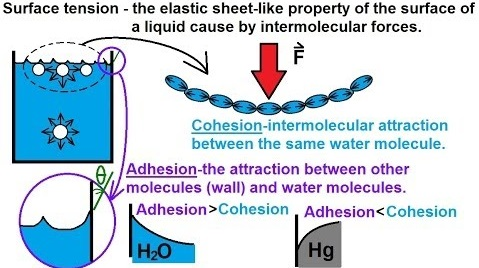 Surface tension - the elastic sheet-like property of the surface of
a liquid cause by intermolecular forces.
F
Cohesion-intermolecular attraction
between the same water molecule.
θ
Adhesion-the attraction between other
molecules (wall) and water molecules.
Adhesion>Cohesion
Adhesion<Cohesion
H₂O
Hg